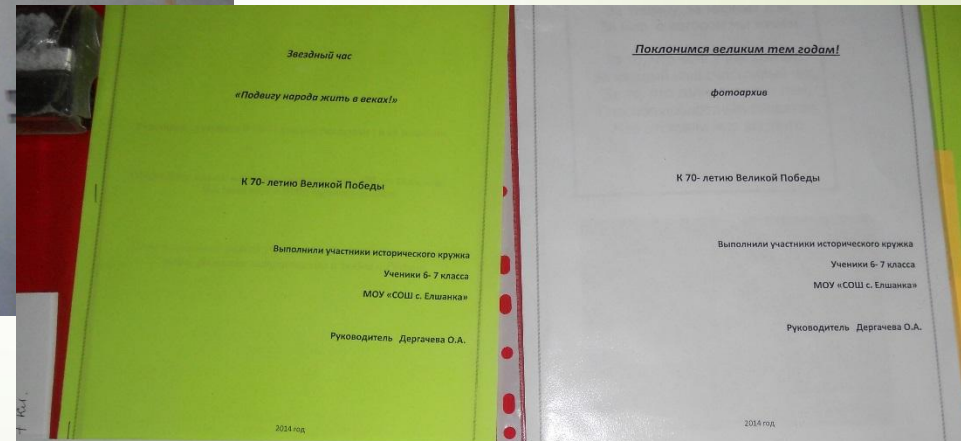 Звездный час
«Подвигу народа жить в веках!»
К 70- летию Великой Победы
Выполнили участники исторического кружка
Ученики 6- 7 класса
МОУ «СОШ с. Елшанка»
Руководитель Дергачева О.А.
2014 год
Поклонимся великим тем годам!
фотоархив
К 70- летию Великой Победы
Выполнили участники исторического кружка
Ученики 6- 7 класса
МОУ «СОШ с. Елшанка»
Руководитель Дергачева О.А.
2014 год